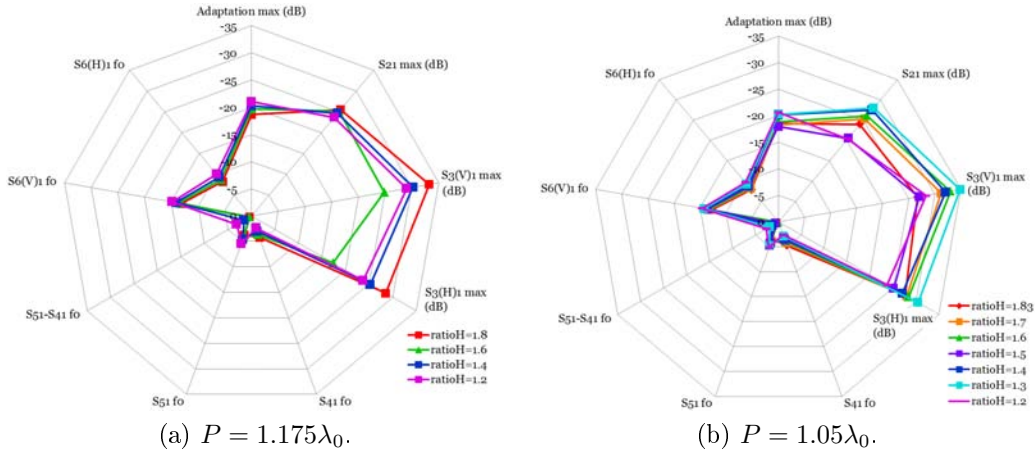 Adaptation max (dB)
-35
-30
-25
-20
-15
-10
-5
S21 max (dB)
S3(V)1 max
(dB)
S3(H)1 max
(dB)
S41 fo
S51 fo
S51-S41 fo
S6(V)1 fo
S6(H)1 fo
ratioH=1.8
ratioH=1.6
ratioH=1.4
ratioH=1.2
(a) P = 1.175λ₀.
Adaptation max (dB)
-35
-30
-25
-20
-15
-10
-5
S21 max (dB)
S3(V)1 max
(dB)
S3(H)1 max
(dB)
S41 fo
S51 fo
S51-S41 fo
S6(V)1 fo
S6(H)1 fo
ratioH=1.83
ratioH=1.7
ratioH=1.6
ratioH=1.5
ratioH=1.4
ratioH=1.3
ratioH=1.2
(b) P = 1.05λ₀.